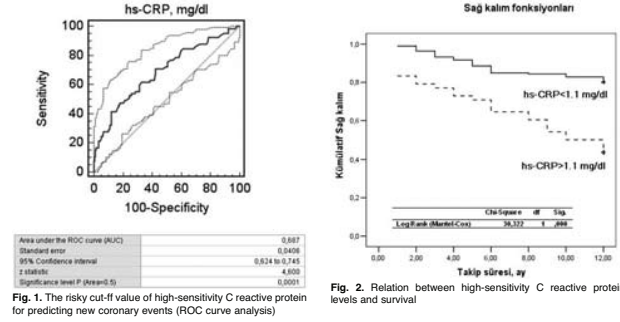 hs-CRP, mg/dl
Sensitivity
100
80
60
40
20
0
0 20 40 60 80 100
100-Specificity
Area under the ROC curve (AUC) 0,687
Standard error 0,0406
95% Confidence interval 0,624 to 0,745
z statistic 4,600
Significance level P (Area=0.5) 0,0001
Fig. 1. The risky cut-ff value of high-sensitivity C reactive protein
for predicting new coronary events (ROC curve analysis)
Sağ kalım fonksiyonları
Kümülatif Sağ kalım
1,0
0,8
0,6
0,4
0,2
0,0
hs-CRP<1.1 mg/dl
hs-CRP>1.1 mg/dl
Chi-Square df Sig.
Log Rank (Mantel-Cox) 30,322 1 ,000
0,00 2,00 4,00 6,00 8,00 10,00 12,00
Takip süresi, ay
Fig. 2. Relation between high-sensitivity C reactive protei
levels and survival